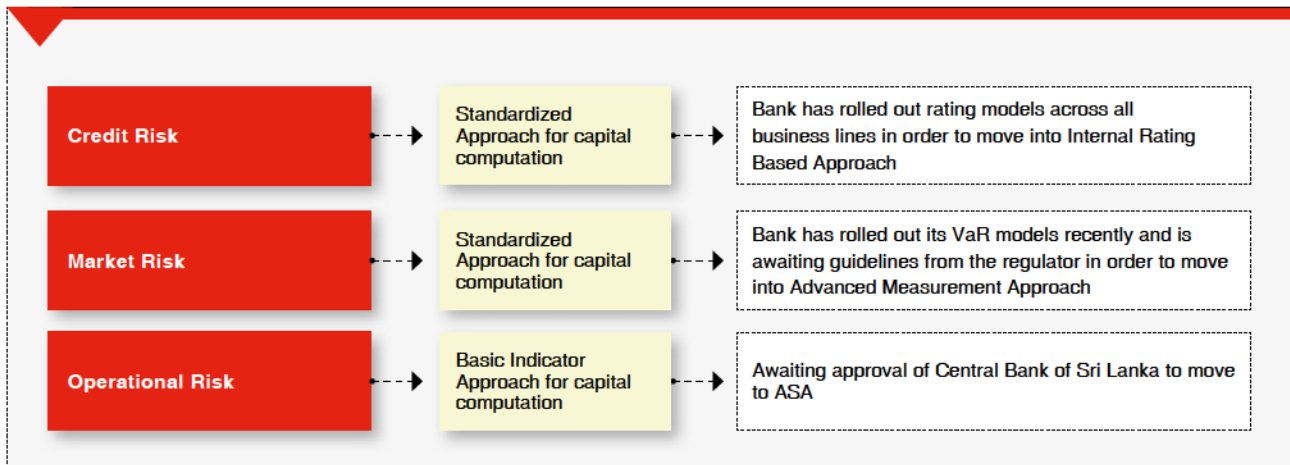 Credit Risk
Standardized
Approach for capital
computation
Bank has rolled out rating models across all
business lines in order to move into Internal Rating
Based Approach
Market Risk
Standardized
Approach for capital
computation
Bank has rolled out its VaR models recently and is
awaiting guidelines from the regulator in order to move
into Advanced Measurement Approach
Operational Risk
Basic Indicator
Approach for capital
computation
Awaiting approval of Central Bank of Sri Lanka to move
to ASA